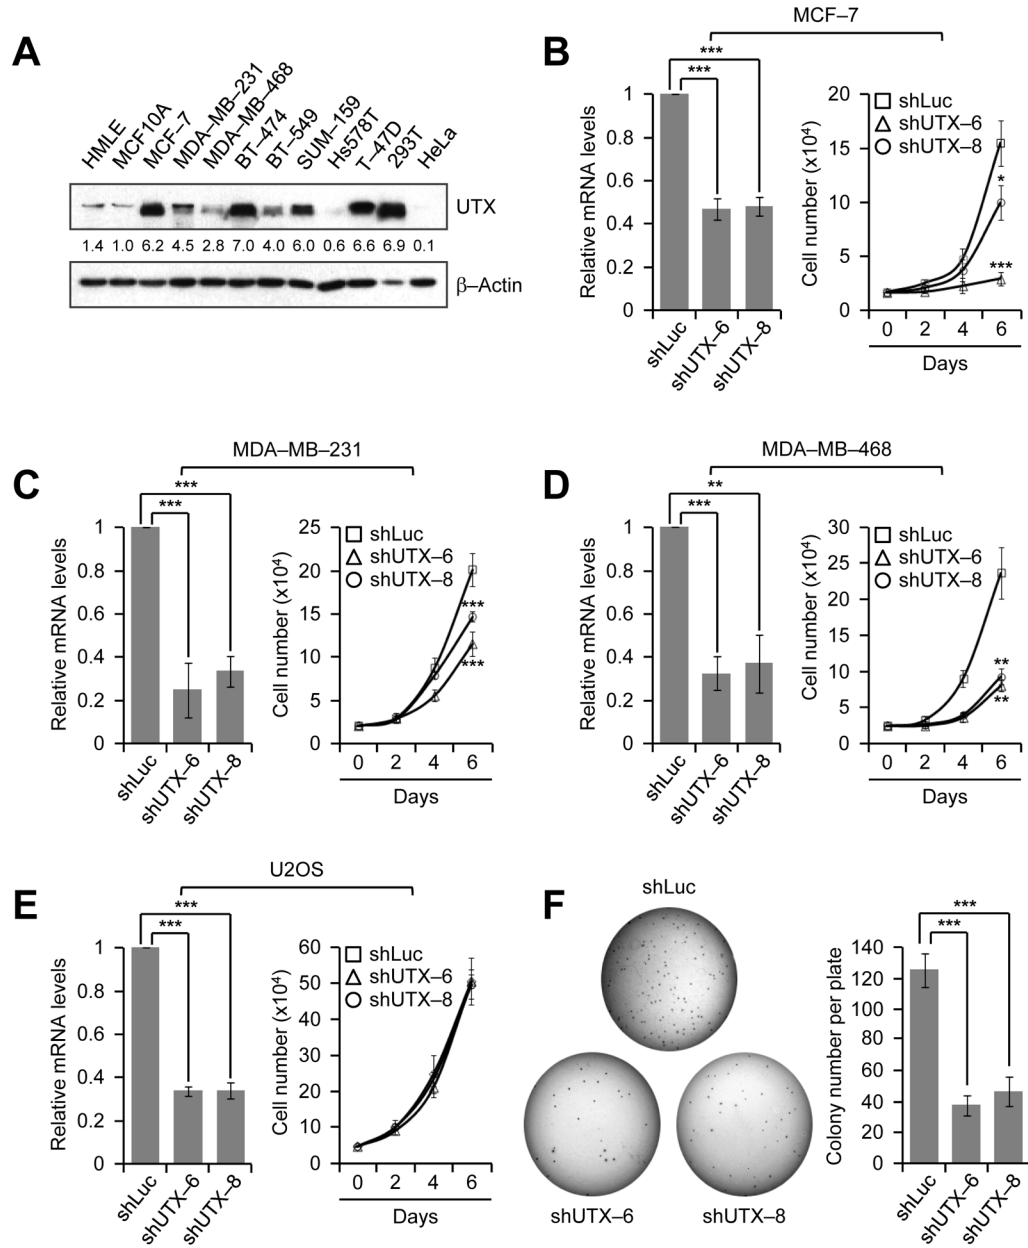 A
HMLE
MCF10A
MCF–7
MDA–MB–231
MDA–MB–468
BT–474
BT–549
SUM–159
Hs578T
T–47D
293T
HeLa
UTX
1.4 1.0 6.2 4.5 2.8 7.0 4.0 6.0 0.6 6.6 6.9 0.1
β–Actin
B
MCF–7
***
***
Relative mRNA levels
1
0.8
0.6
0.4
0.2
0
shLuc
shUTX–6
shUTX–8
Cell number (x10⁴)
20
15
10
5
0
shLuc
shUTX–6
shUTX–8
*
***
0 2 4 6
Days
C
MDA–MB–231
***
***
Relative mRNA levels
1
0.8
0.6
0.4
0.2
0
shLuc
shUTX–6
shUTX–8
Cell number (x10⁴)
25
20
15
10
5
0
shLuc
shUTX–6
shUTX–8
***
***
0 2 4 6
Days
D
MDA–MB–468
**
***
Relative mRNA levels
1
0.8
0.6
0.4
0.2
0
shLuc
shUTX–6
shUTX–8
Cell number (x10⁴)
30
25
20
15
10
5
0
shLuc
shUTX–6
shUTX–8
**
**
0 2 4 6
Days
E
U2OS
***
***
Relative mRNA levels
1
0.8
0.6
0.4
0.2
0
shLuc
shUTX–6
shUTX–8
Cell number (x10⁴)
60
50
40
30
20
10
0
shLuc
shUTX–6
shUTX–8
0 2 4 6
Days
F
shLuc
shUTX–6
shUTX–8
***
***
Colony number per plate
140
120
100
80
60
40
20
0
shLuc
shUTX–6
shUTX–8